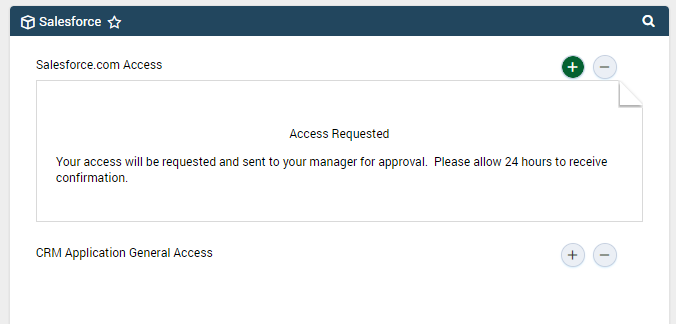 Salesforce
Salesforce.com Access
Access Requested
Your access will be requested and sent to your manager for approval.  Please allow 24 hours to receive
confirmation.
CRM Application General Access